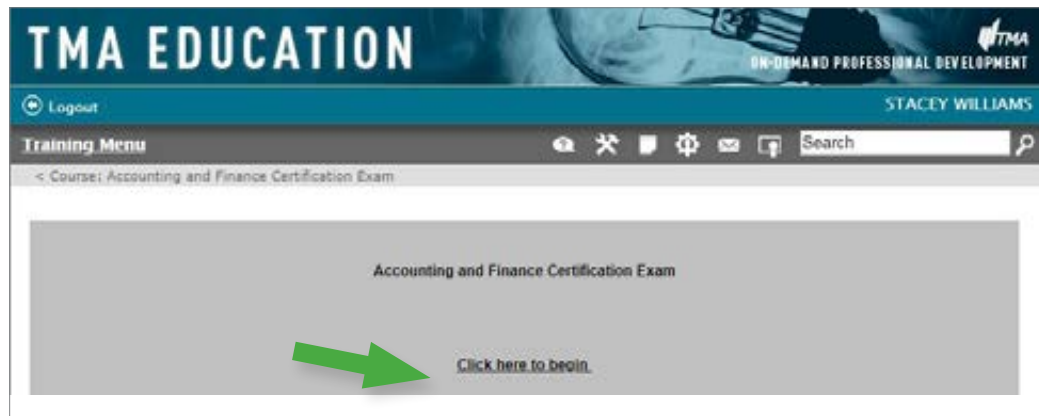 TMA EDUCATION
TMA
ON-DEMAND PROFESSIONAL DEVELOPMENT
Logout
STACEY WILLIAMS
Training Menu
Search
< Course: Accounting and Finance Certification Exam
Accounting and Finance Certification Exam
Click here to begin